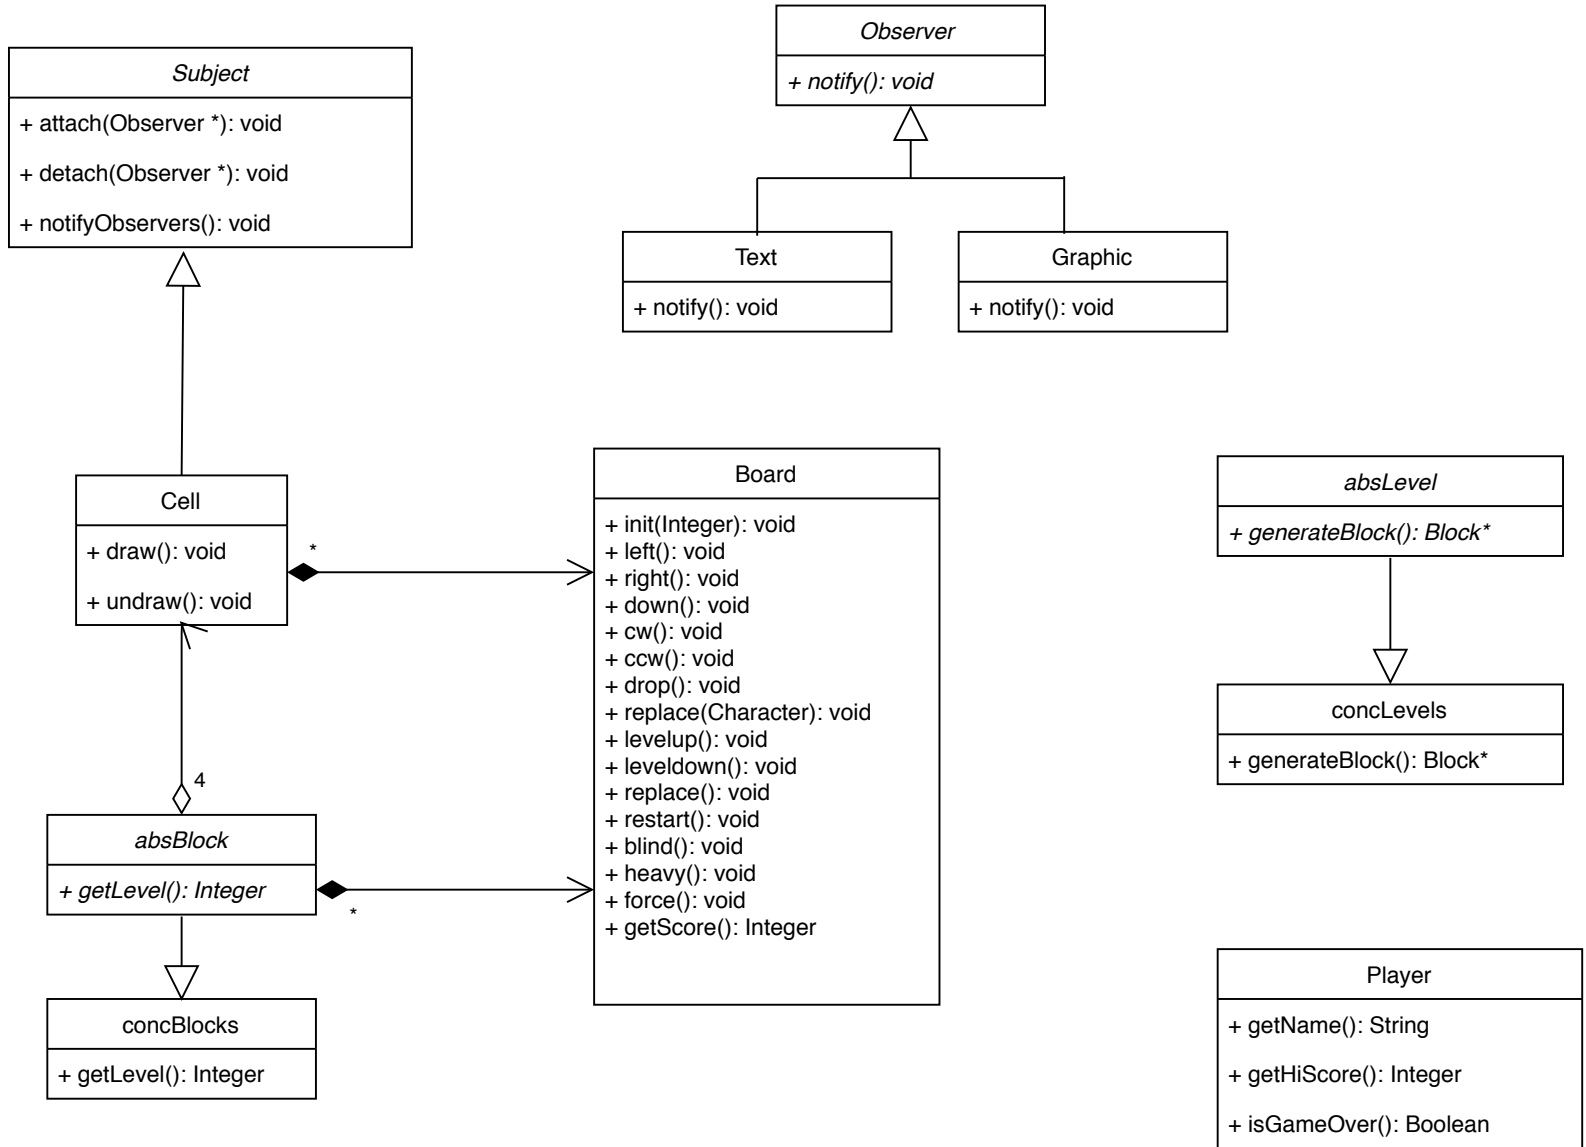 Observer
+ notify(): void
Subject
+ attach(Observer *): void
+ detach(Observer *): void
+ notifyObservers(): void
Text
+ notify(): void
Graphic
+ notify(): void
Cell
+ draw(): void
+ undraw(): void
*
Board
+ init(Integer): void
+ left(): void
+ right(): void
+ down(): void
+ cw(): void
+ ccw(): void
+ drop(): void
+ replace(Character): void
+ levelup(): void
+ leveldown(): void
+ replace(): void
+ restart(): void
+ blind(): void
+ heavy(): void
+ force(): void
+ getScore(): Integer
absLevel
+ generateBlock(): Block*
concLevels
+ generateBlock(): Block*
4
absBlock
+ getLevel(): Integer
*
concBlocks
+ getLevel(): Integer
Player
+ getName(): String
+ getHiScore(): Integer
+ isGameOver(): Boolean